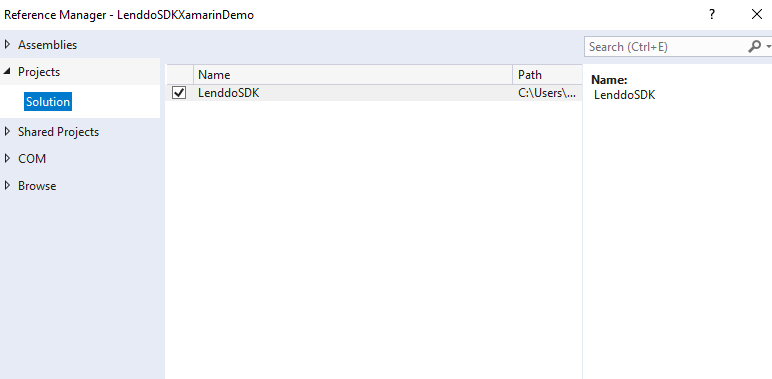 Reference Manager - LenddoSDKXamarinDemo
? 
Assemblies
Search (Ctrl+E)
Projects
Name Path
Name:
Solution
LenddoSDK C:\Users\...
LenddoSDK
Shared Projects
COM
Browse